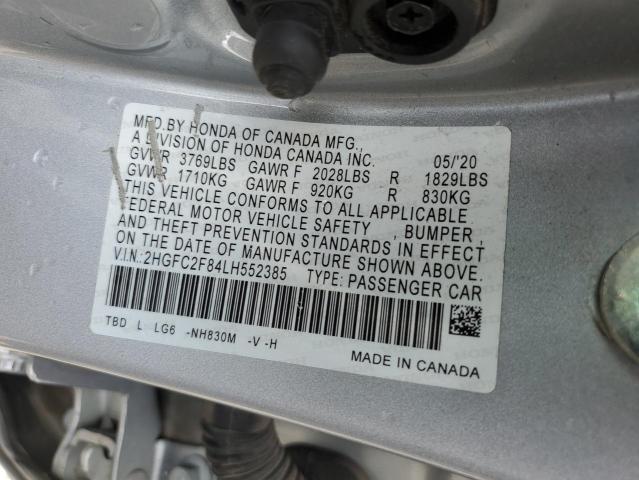 MFD.BY HONDA OF CANADA MFG.,
A DIVISION OF HONDA CANADA INC. 05/'20
GVWR 3769LBS GAWR F 2028LBS R 1829LBS
GVWR 1710KG GAWR F 920KG R 830KG
THIS VEHICLE CONFORMS TO ALL APPLICABLE
FEDERAL MOTOR VEHICLE SAFETY BUMPER,
AND THEFT PREVENTION STANDARDS IN EFFECT
ON THE DATE OF MANUFACTURE SHOWN ABOVE.
V.I.N.:2HGFC2F84LH552385 TYPE: PASSENGER CAR
TBD L LG6 -NH830M -V -H
MADE IN CANADA